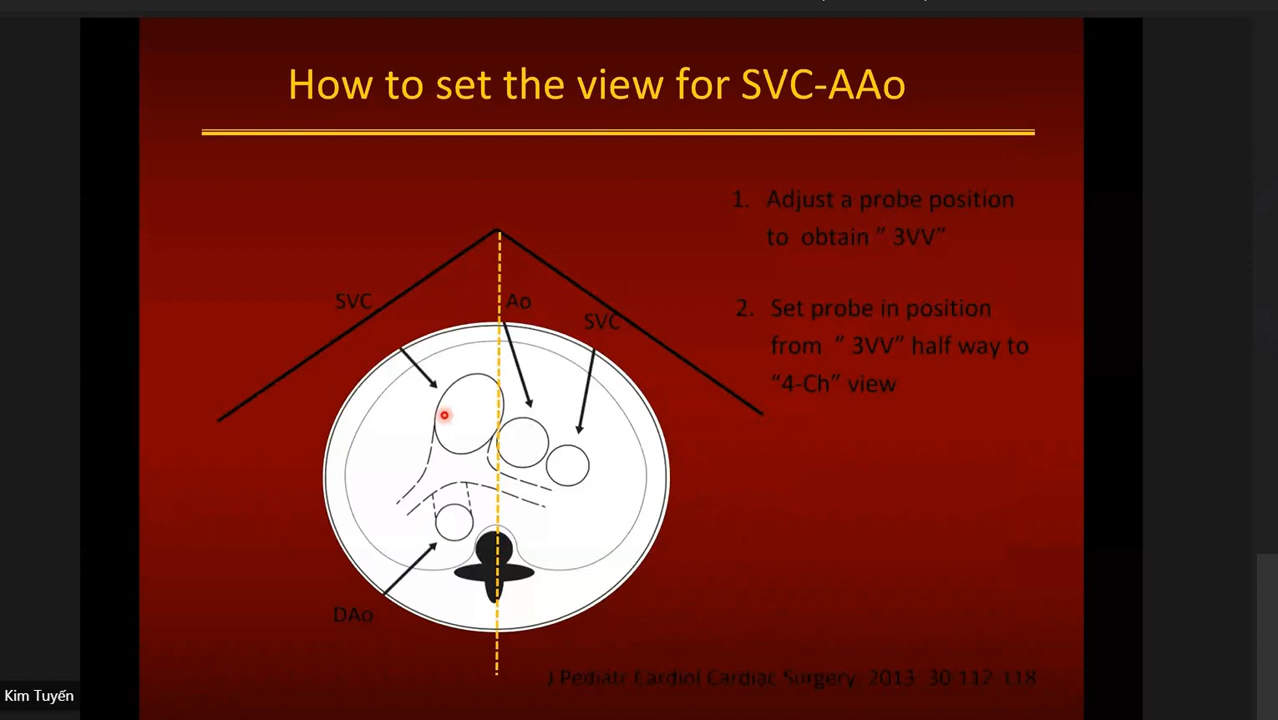 How to set the view for SVC-AAo
1. Adjust a probe position
to obtain ” 3VV”
2. Set probe in position
from ” 3VV” half way to
“4-Ch” view
SVC
Ao
SVC
DAo
J Pediatr Cardiol Cardiac Surgery 2013 30 112 118
Kim Tuyến